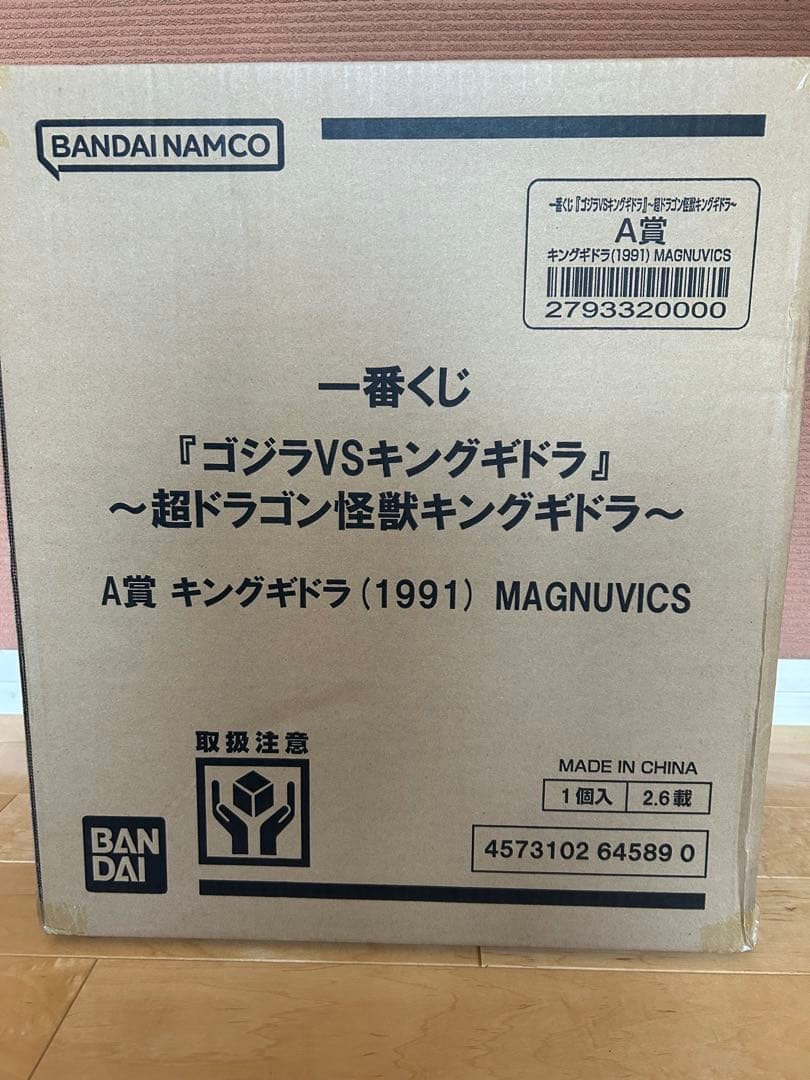 BANDAI NAMCO
一番くじ『ゴジラVSキングギドラ』～超ドラゴン怪獣キングギドラ～
A賞
キングギドラ(1991) MAGNUVICS
2793320000
一番くじ
『ゴジラVSキングギドラ』
～超ドラゴン怪獣キングギドラ～
A賞 キングギドラ(1991) MAGNUVICS
取扱注意
MADE IN CHINA
1個入 2.6載
BAN
DAI
4573102 64589 0